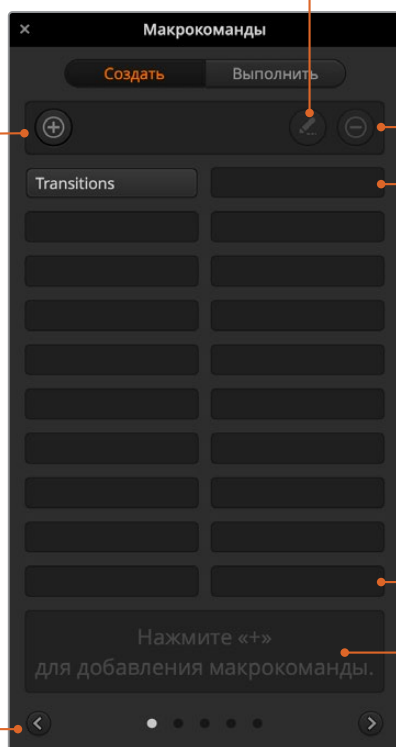 Макрокоманды
Создать Выполнить
Transitions
Нажмите «+»
для добавления макрокоманды.